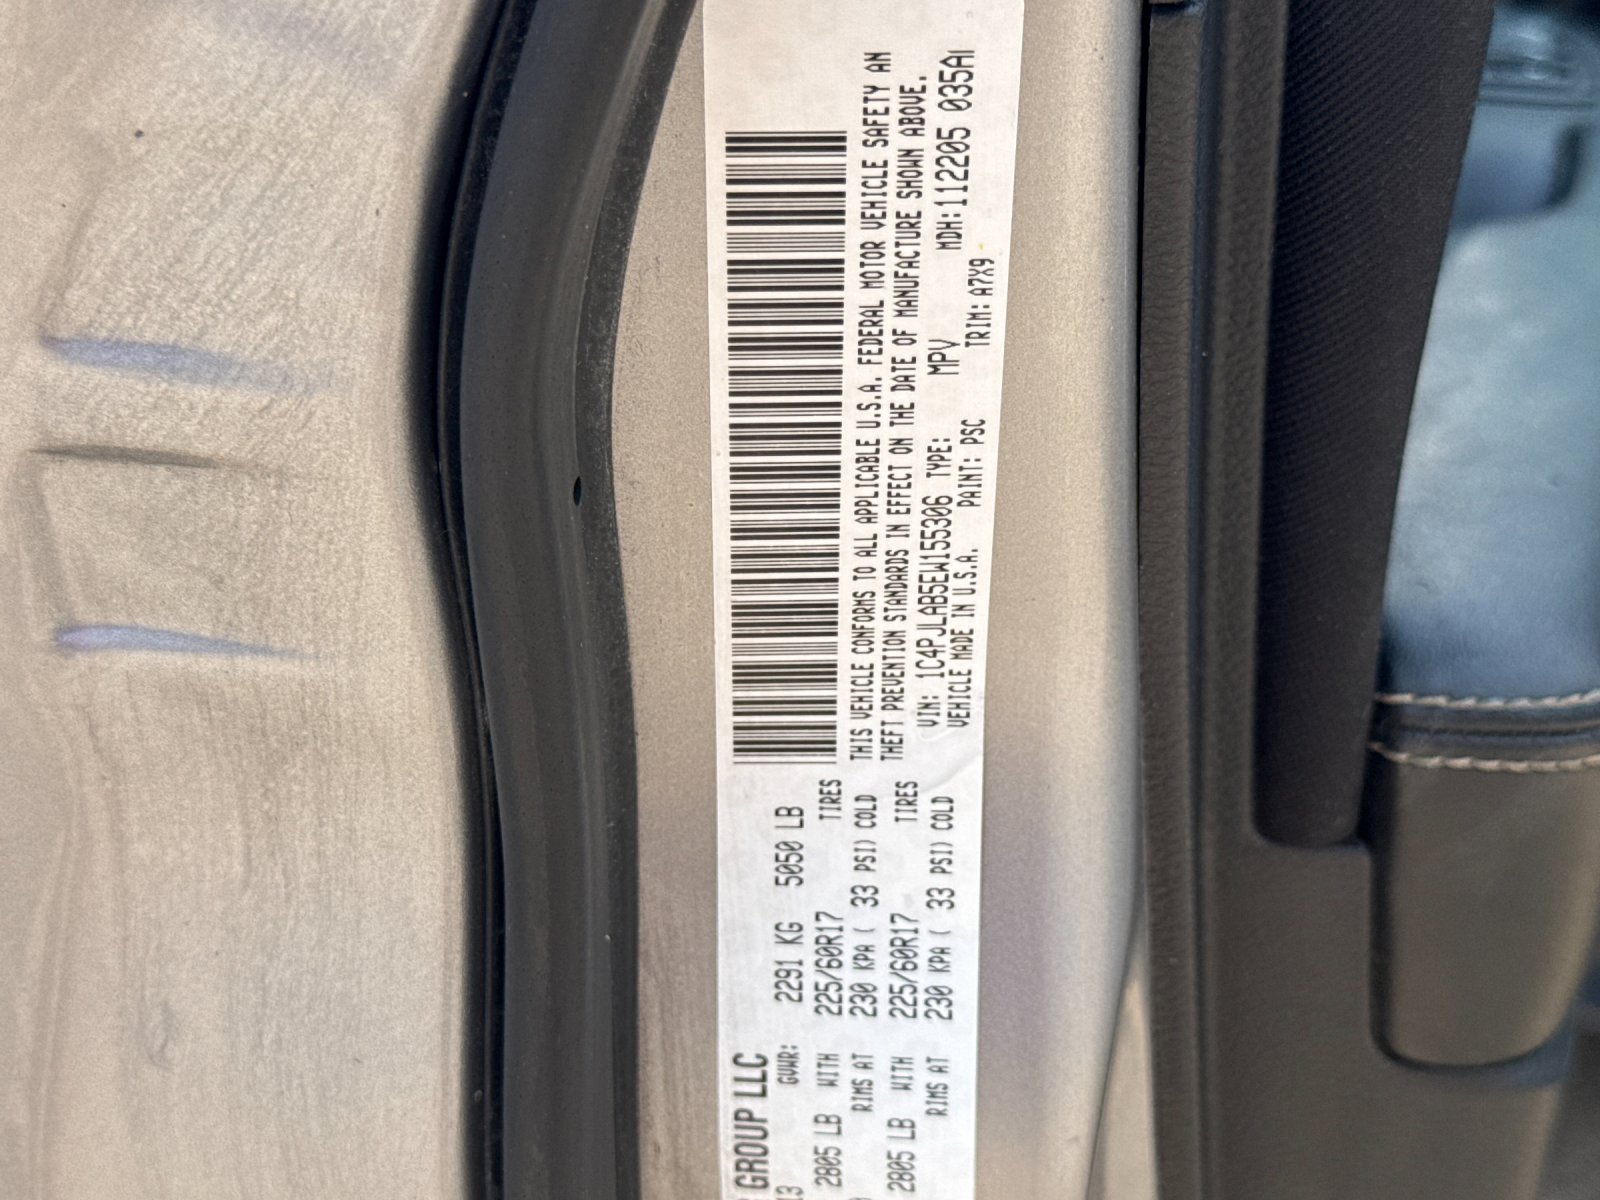 GROUP LLC
13 GVWR: 2291 KG 5050 LB
2805 LB WITH 225/60R17 TIRES
RIMS AT 230 KPA ( 33 PSI) COLD
2805 LB WITH 225/60R17 TIRES
RIMS AT 230 KPA ( 33 PSI) COLD
THIS VEHICLE CONFORMS TO ALL APPLICABLE U.S.A. FEDERAL MOTOR VEHICLE SAFETY AN
THEFT PREVENTION STANDARDS IN EFFECT ON THE DATE OF MANUFACTURE SHOWN ABOVE.
VIN: 1C4PJLAB5EW155306 TYPE: MPV MDH:112205 035AI
VEHICLE MADE IN U.S.A. PAINT: PSC TRIM: A7X9